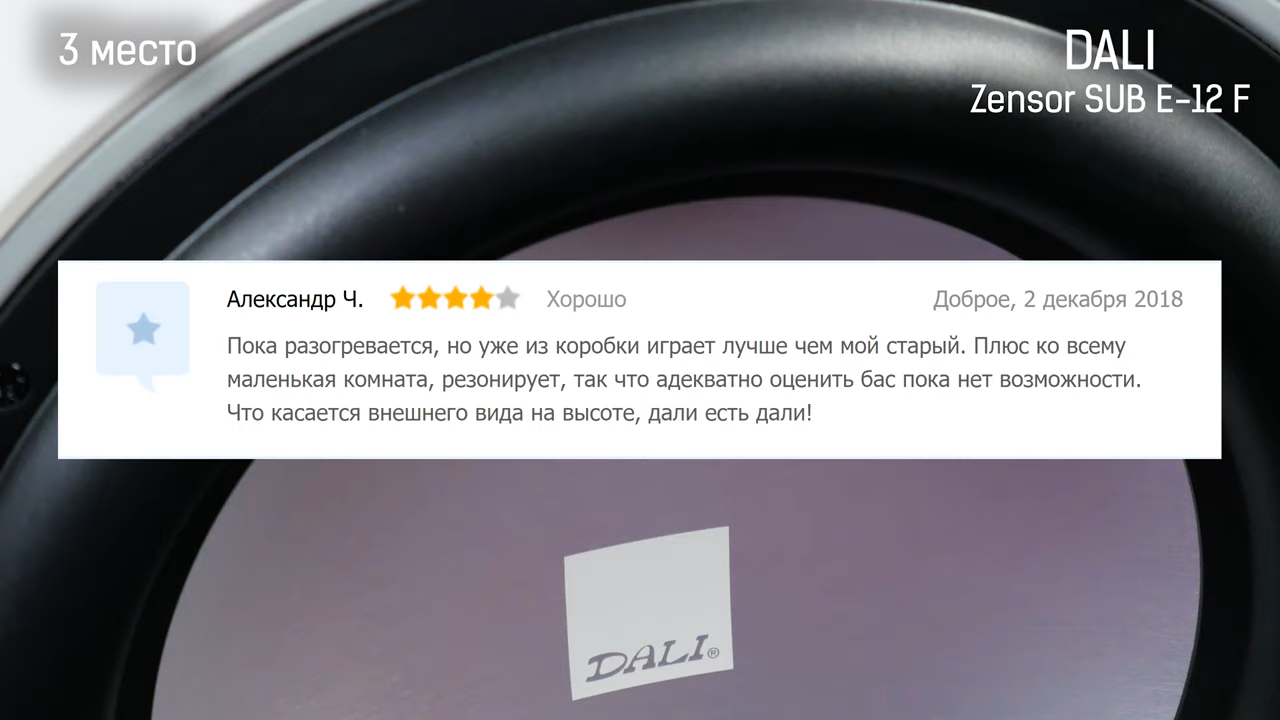 3 место
DALI
Zensor SUB E-12 F
Александр Ч.
Хорошо
Доброе, 2 декабря 2018
Пока разогревается, но уже из коробки играет лучше чем мой старый. Плюс ко всему
маленькая комната, резонирует, так что адекватно оценить бас пока нет возможности.
Что касается внешнего вида на высоте, дали есть дали!
DALI®